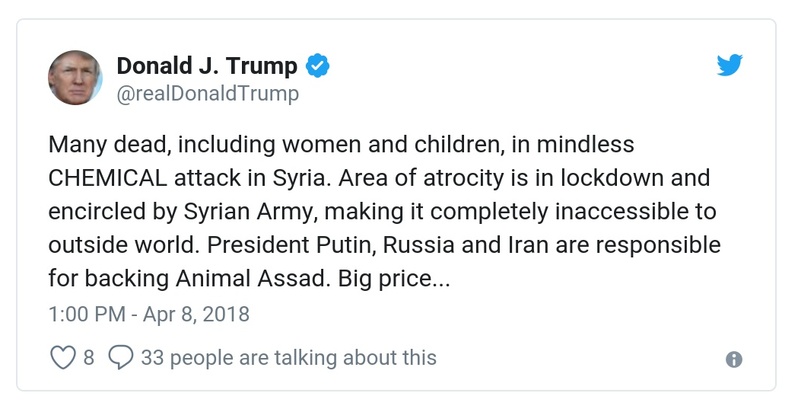 Donald J. Trump
@realDonaldTrump
Many dead, including women and children, in mindless
CHEMICAL attack in Syria. Area of atrocity is in lockdown and
encircled by Syrian Army, making it completely inaccessible to
outside world. President Putin, Russia and Iran are responsible
for backing Animal Assad. Big price...
1:00 PM - Apr 8, 2018
8 33 people are talking about this